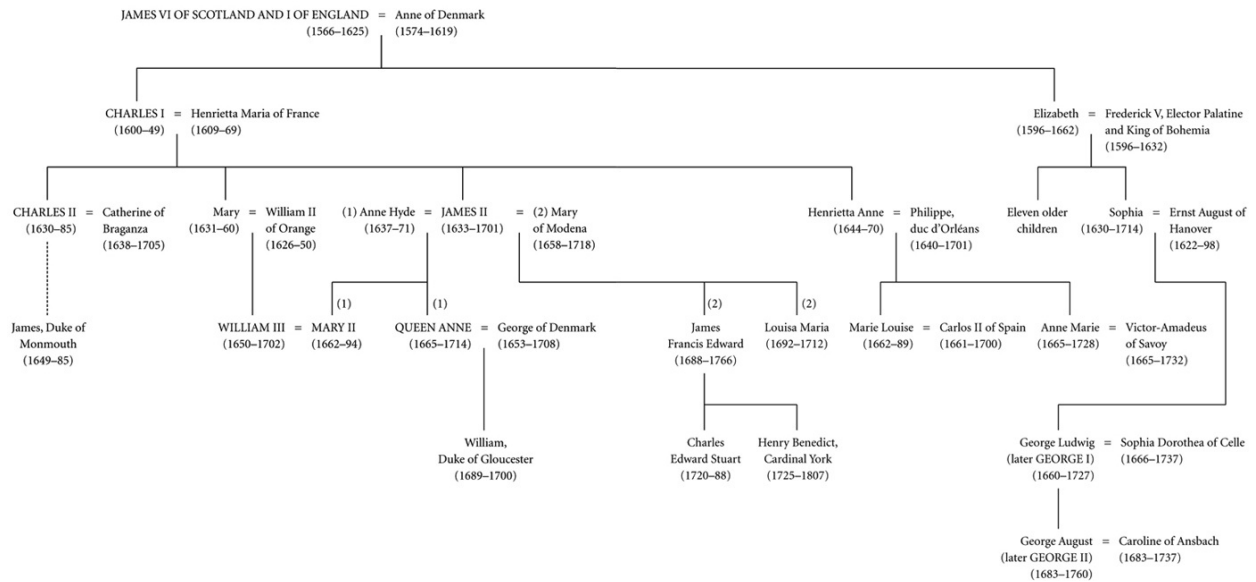 JAMES VI OF SCOTLAND AND I OF ENGLAND = Anne of Denmark
(1566–1625) (1574–1619)
CHARLES I = Henrietta Maria of France
(1600–49) (1609–69)
Elizabeth = Frederick V, Elector Palatine
(1596–1662) and King of Bohemia
(1596–1632)
CHARLES II = Catherine of
(1630–85) Braganza
(1638–1705)
Mary = William II
(1631–60) of Orange
(1626–50)
(1) Anne Hyde = JAMES II = (2) Mary
(1637–71) (1633–1701) of Modena
(1658–1718)
Henrietta Anne = Philippe,
(1644–70) duc d'Orléans
(1640–1701)
Eleven older
children
Sophia = Ernst August of
(1630–1714) Hanover
(1622–98)
(1) (1) (2) (2)
James, Duke of
Monmouth
(1649–85)
WILLIAM III = MARY II
(1650–1702) (1662–94)
QUEEN ANNE = George of Denmark
(1665–1714) (1653–1708)
James
Francis Edward
(1688–1766)
Louisa Maria
(1692–1712)
Marie Louise = Carlos II of Spain
(1662–89) (1661–1700)
Anne Marie = Victor-Amadeus
(1665–1728) of Savoy
(1665–1732)
William,
Duke of Gloucester
(1689–1700)
Charles
Edward Stuart
(1720–88)
Henry Benedict,
Cardinal York
(1725–1807)
George Ludwig = Sophia Dorothea of Celle
(later GEORGE I) (1666–1737)
(1660–1727)
George August = Caroline of Ansbach
(later GEORGE II) (1683–1737)
(1683–1760)